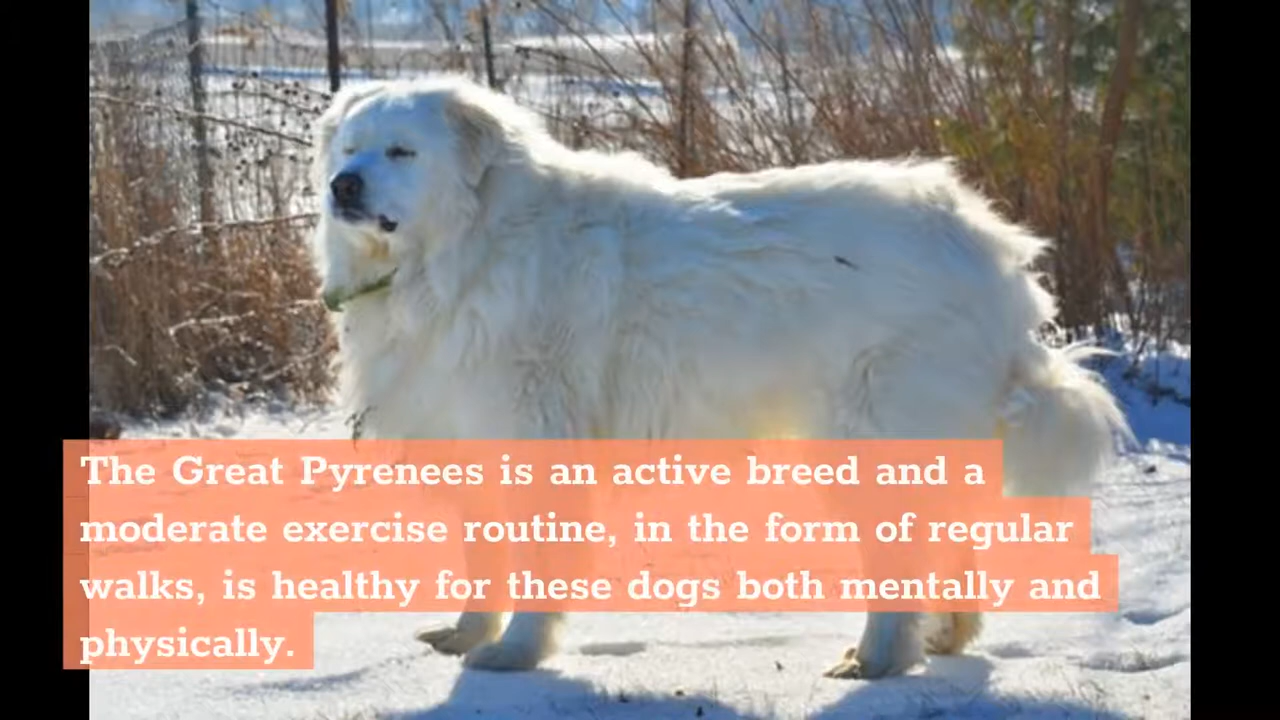 The Great Pyrenees is an active breed and a
moderate exercise routine, in the form of regular
walks, is healthy for these dogs both mentally and
physically.